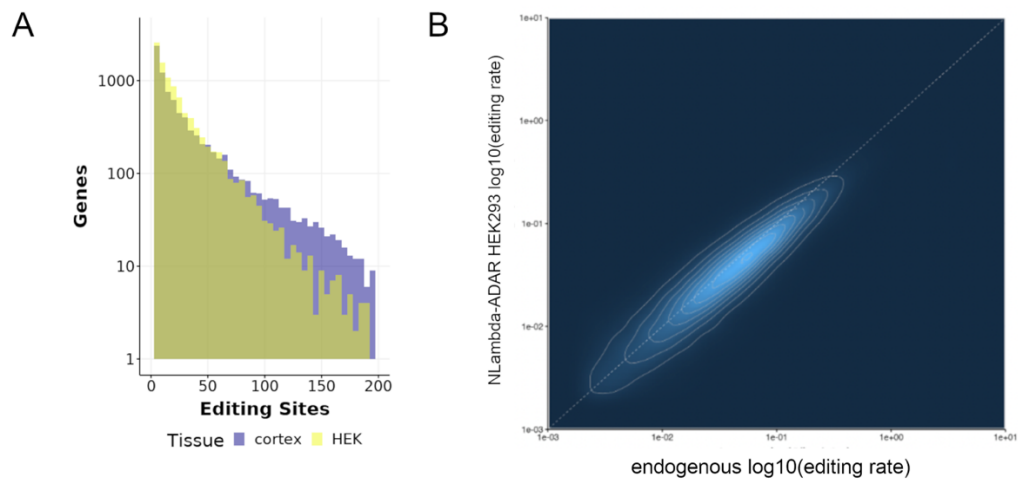 A
B
Genes
1000
100
10
1
0 50 100 150 200
Editing Sites
Tissue cortex HEK
NLambda-ADAR HEK293 log10(editing rate)
1e+01
1e+00
1e-01
1e-02
1e-03
1e-03 1e-02 1e-01 1e+00 1e+01
endogenous log10(editing rate)